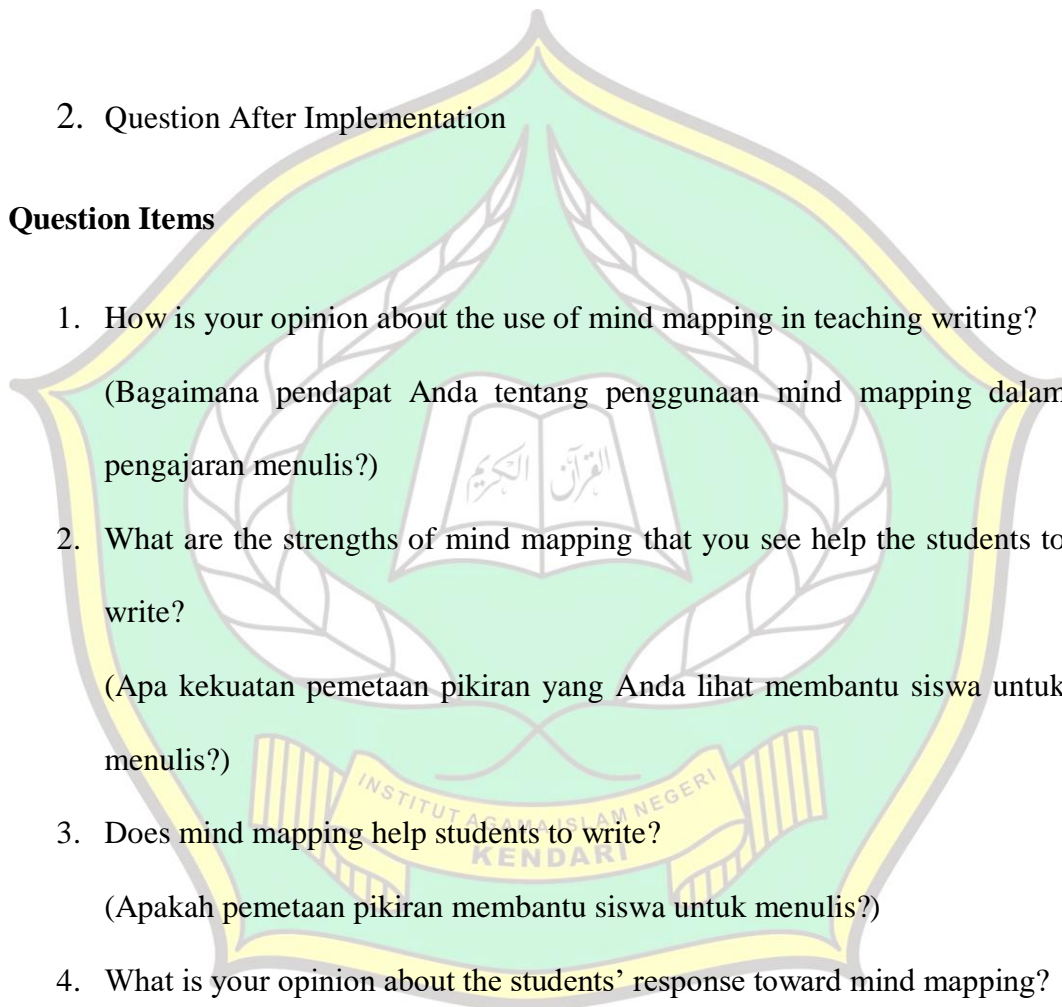 2. Question After Implementation
Question Items
1. How is your opinion about the use of mind mapping in teaching writing?
(Bagaimana pendapat Anda tentang penggunaan mind mapping dalam
pengajaran menulis?)
القرآن الكريم
2. What are the strengths of mind mapping that you see help the students to
write?
(Apa kekuatan pemetaan pikiran yang Anda lihat membantu siswa untuk
menulis?)
INSTITUT AGAMA ISLAM NEGERI
KENDARI
3. Does mind mapping help students to write?
(Apakah pemetaan pikiran membantu siswa untuk menulis?)
4. What is your opinion about the students’ response toward mind mapping?